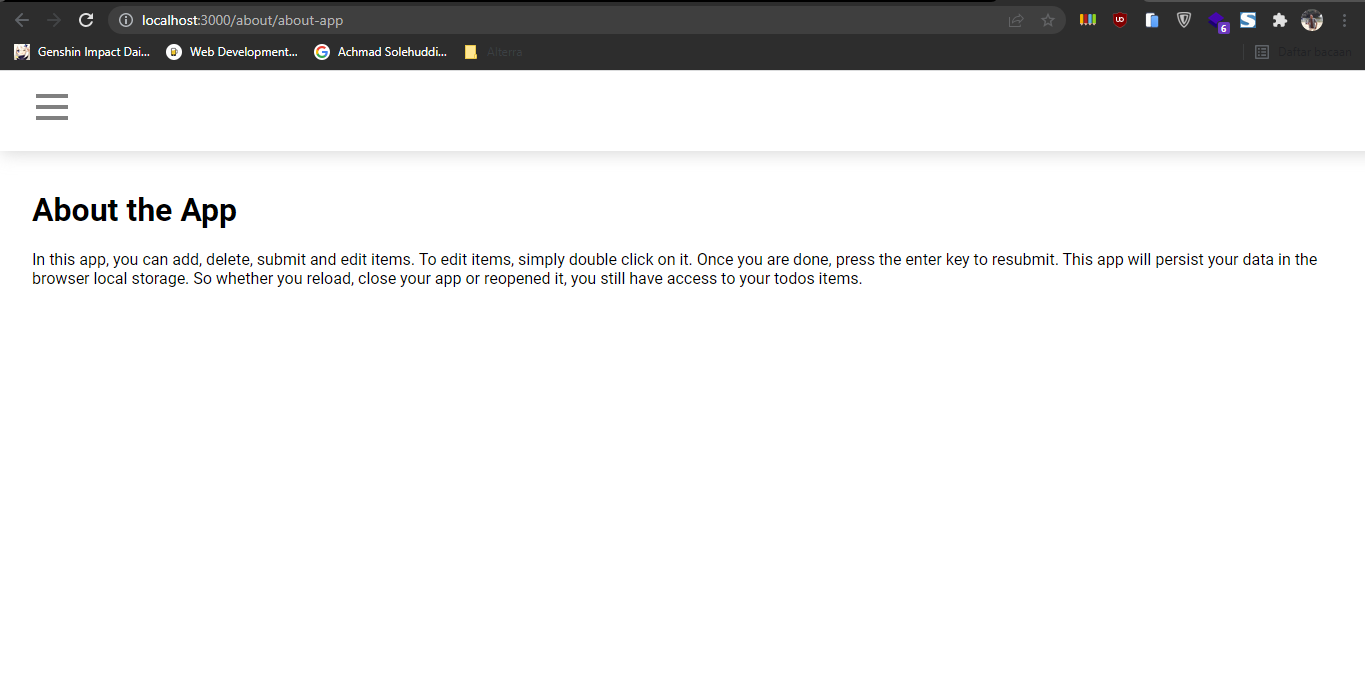 localhost:3000/about/about-app
UD
6
S
Genshin Impact Dai...
Web Development...
Achmad Solehuddi...
Alterra
Daftar bacaan
About the App
In this app, you can add, delete, submit and edit items. To edit items, simply double click on it. Once you are done, press the enter key to resubmit. This app will persist your data in the
browser local storage. So whether you reload, close your app or reopened it, you still have access to your todos items.